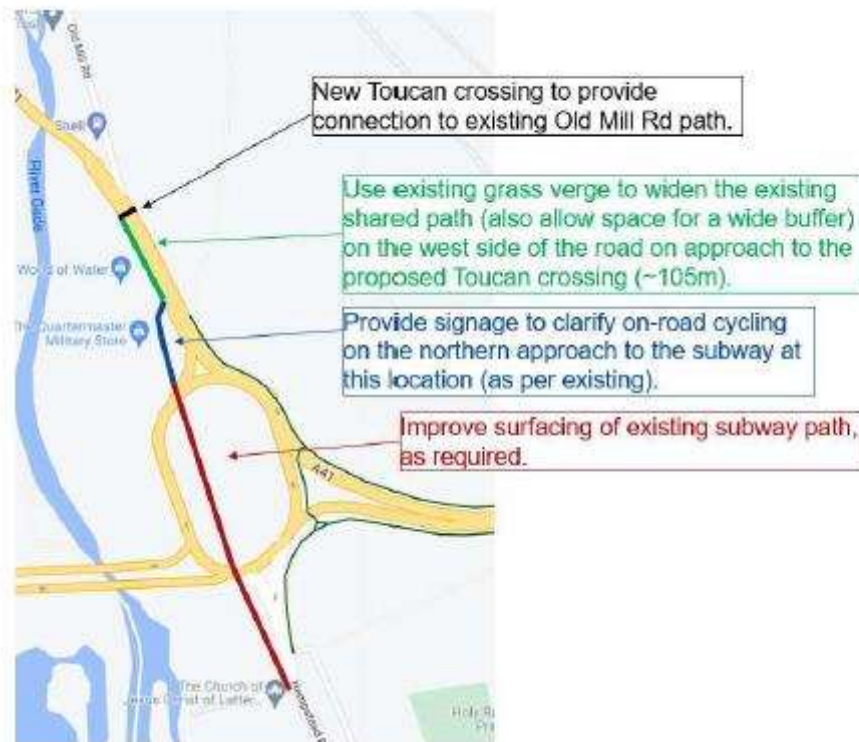 Old Mill Rd
Shell
New Toucan crossing to provide
connection to existing Old Mill Rd path.
River Gade
Use existing grass verge to widen the existing
shared path (also allow space for a wide buffer)
on the west side of the road on approach to the
proposed Toucan crossing (~105m).
World of Water
The Quartermaster
Military Store
Provide signage to clarify on-road cycling
on the northern approach to the subway at
this location (as per existing).
Improve surfacing of existing subway path,
as required.
A41
The Church of
Jesus Christ of Latter...
Hempstead R
Holy R
Pri